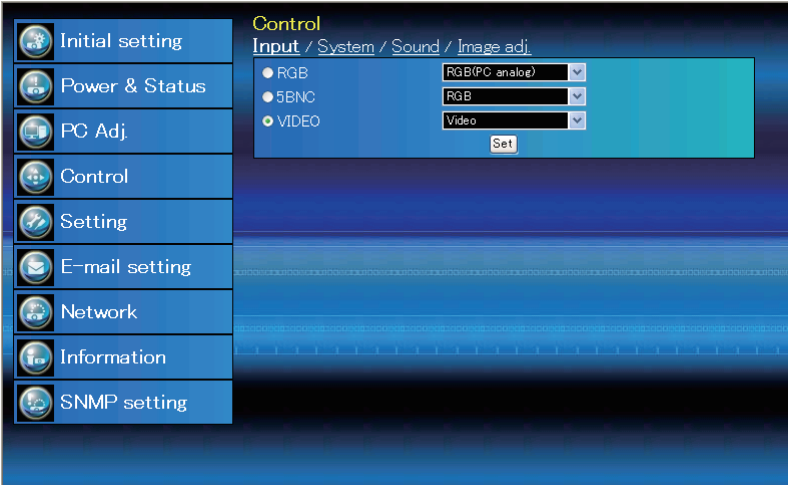 Initial setting
Power & Status
PC Adj.
Control
Setting
E-mail setting
Network
Information
SNMP setting
Control
Input / System / Sound / Image adj.
RGB RGB(PC analog)
5BNC RGB
VIDEO Video
Set